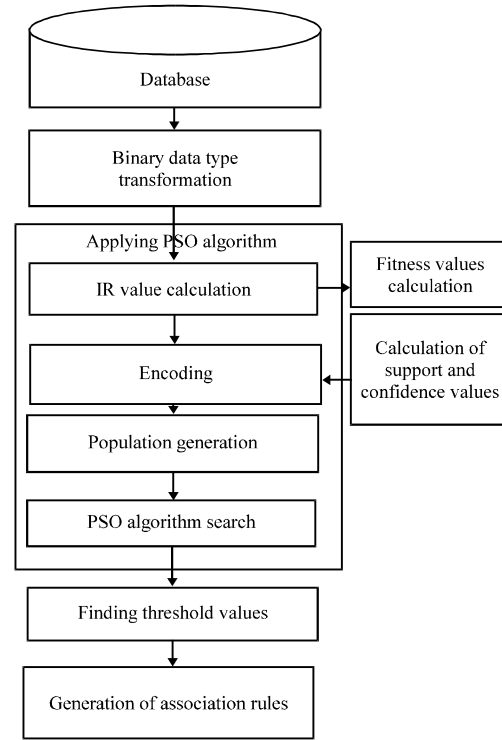 Database
Binary data type
transformation
Applying PSO algorithm
IR value calculation
Fitness values
calculation
Encoding
Calculation of
support and
confidence values
Population generation
PSO algorithm search
Finding threshold values
Generation of association rules